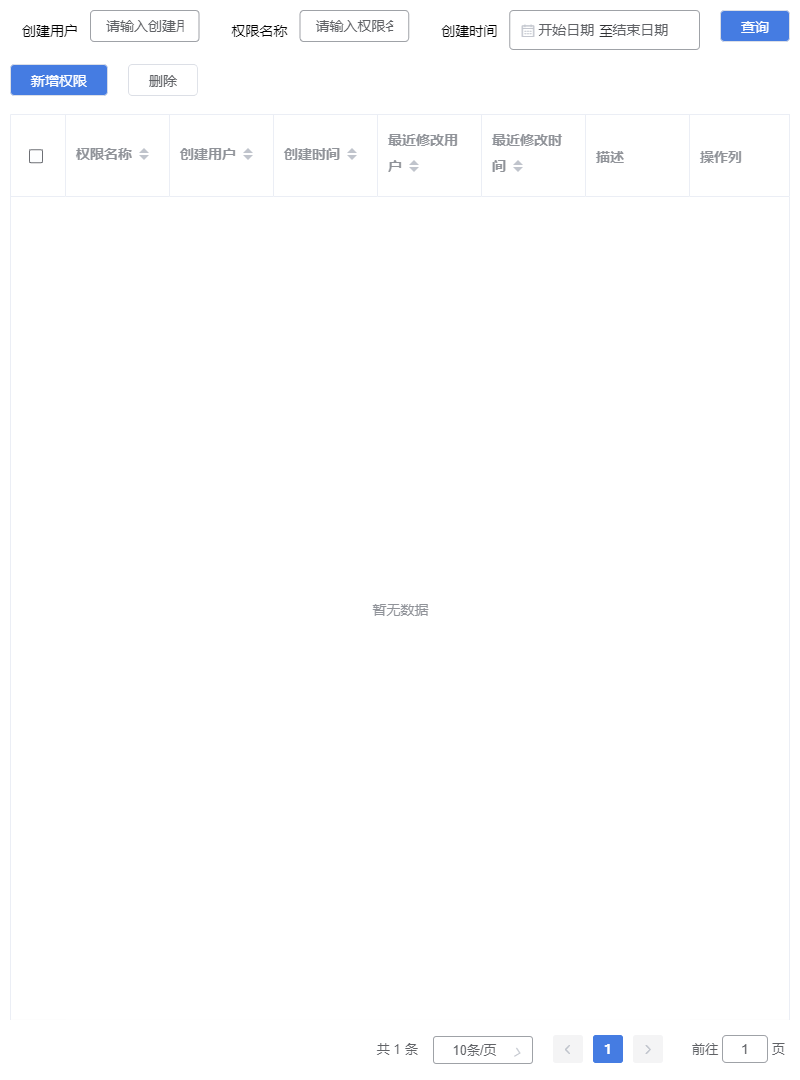 创建用户 请输入创建用 权限名称 请输入权限名 创建时间 开始日期 至结束日期 查询
新增权限 删除
权限名称 创建用户 创建时间 最近修改用户 最近修改时间 描述 操作列
暂无数据
共 1 条 10条/页 1 前往 1 页